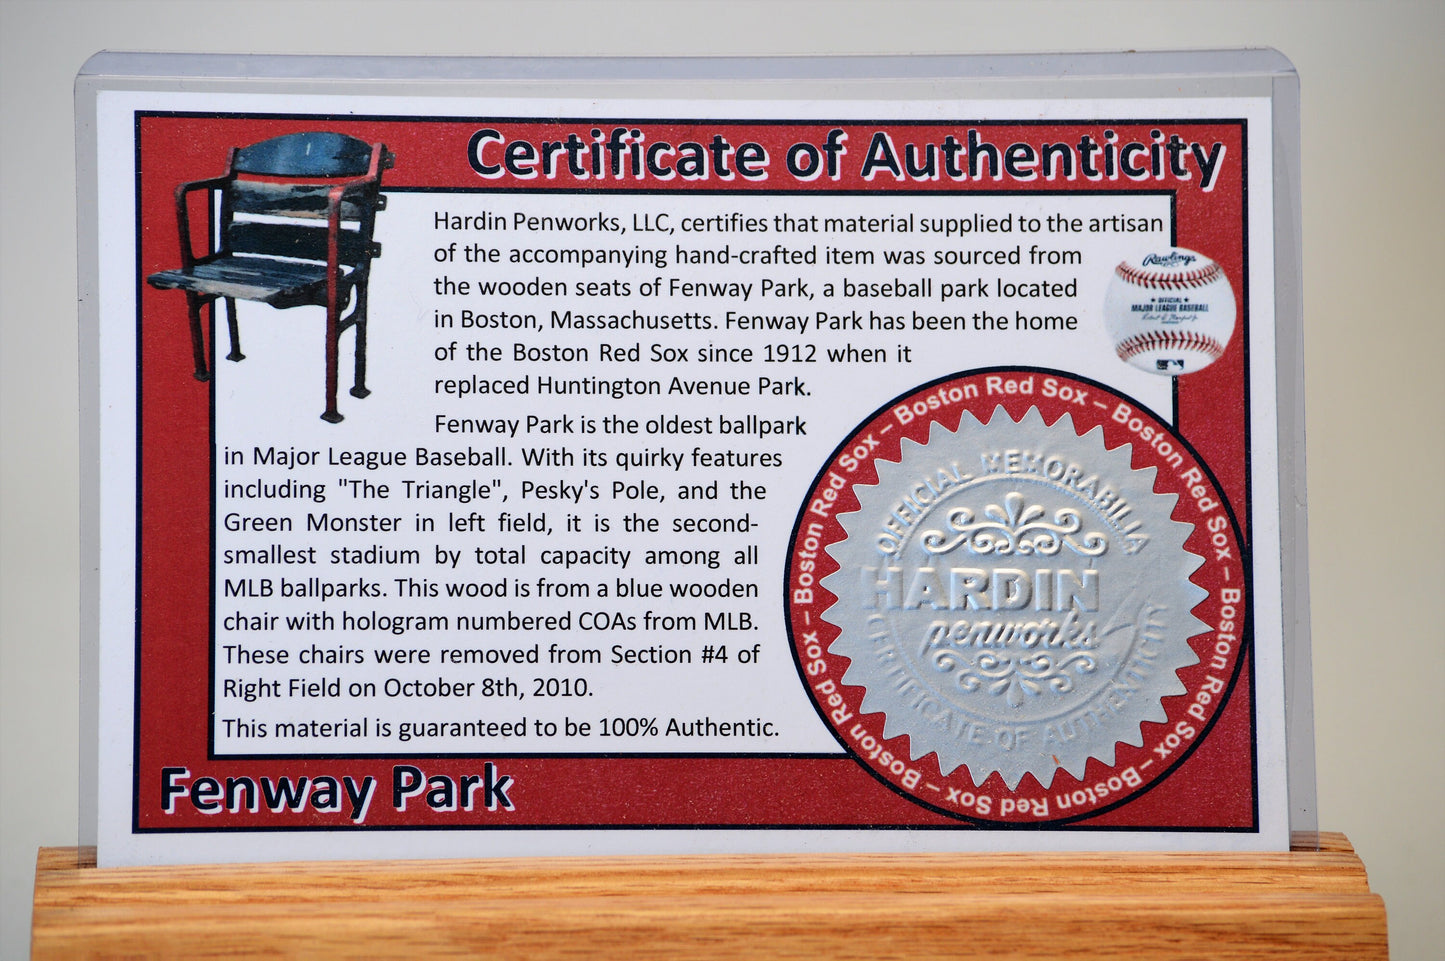 Certificate of Authenticity
Hardin Penworks, LLC, certifies that material supplied to the artisan
of the accompanying hand-crafted item was sourced from
the wooden seats of Fenway Park, a baseball park located
in Boston, Massachusetts. Fenway Park has been the home
of the Boston Red Sox since 1912 when it
replaced Huntington Avenue Park.
Fenway Park is the oldest ballpark
in Major League Baseball. With its quirky features
including "The Triangle", Pesky's Pole, and the
Green Monster in left field, it is the second-
smallest stadium by total capacity among all
MLB ballparks. This wood is from a blue wooden
chair with hologram numbered COAs from MLB.
These chairs were removed from Section #4 of
Right Field on October 8th, 2010.
This material is guaranteed to be 100% Authentic.
Fenway Park
Rawlings
OFFICIAL
MAJOR LEAGUE BASEBALL
Boston Red Sox – Boston Red Sox – Boston Red Sox – Boston Red Sox – Boston Red Sox – Boston Red Sox –
OFFICIAL MEMORABILIA
HARDIN
penworks
CERTIFICATE OF AUTHENTICITY